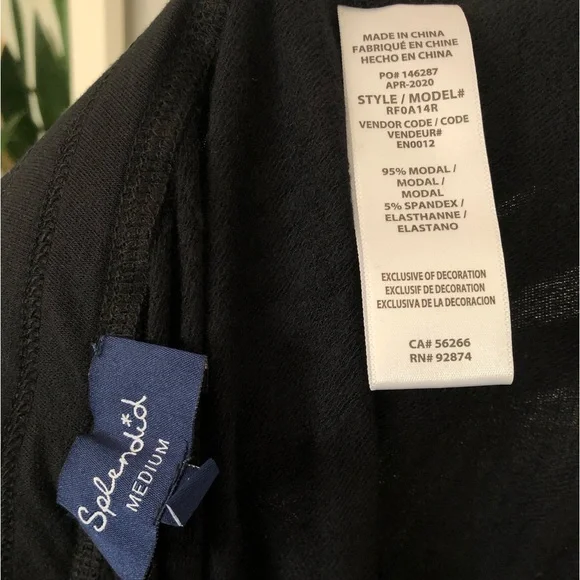 MADE IN CHINA
FABRIQUÉ EN CHINE
HECHO EN CHINA
PO# 146287
APR-2020
STYLE / MODEL#
RF0A14R
VENDOR CODE / CODE
VENDEUR#
EN0012
95% MODAL /
MODAL /
MODAL
5% SPANDEX /
ELASTHANNE /
ELASTANO
EXCLUSIVE OF DECORATION
EXCLUSIF DE DECORATION
EXCLUSIVA DE LA DECORACION
CA# 56266
RN# 92874
Splendid
MEDIUM